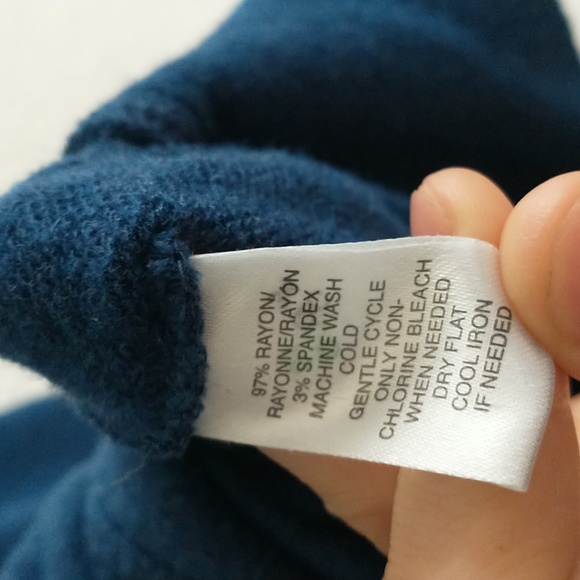 97% RAYON/
RAYONNE/RAYÓN
3% SPANDEX
MACHINE WASH
COLD
GENTLE CYCLE
ONLY NON-
CHLORINE BLEACH
WHEN NEEDED
DRY FLAT
COOL IRON
IF NEEDED